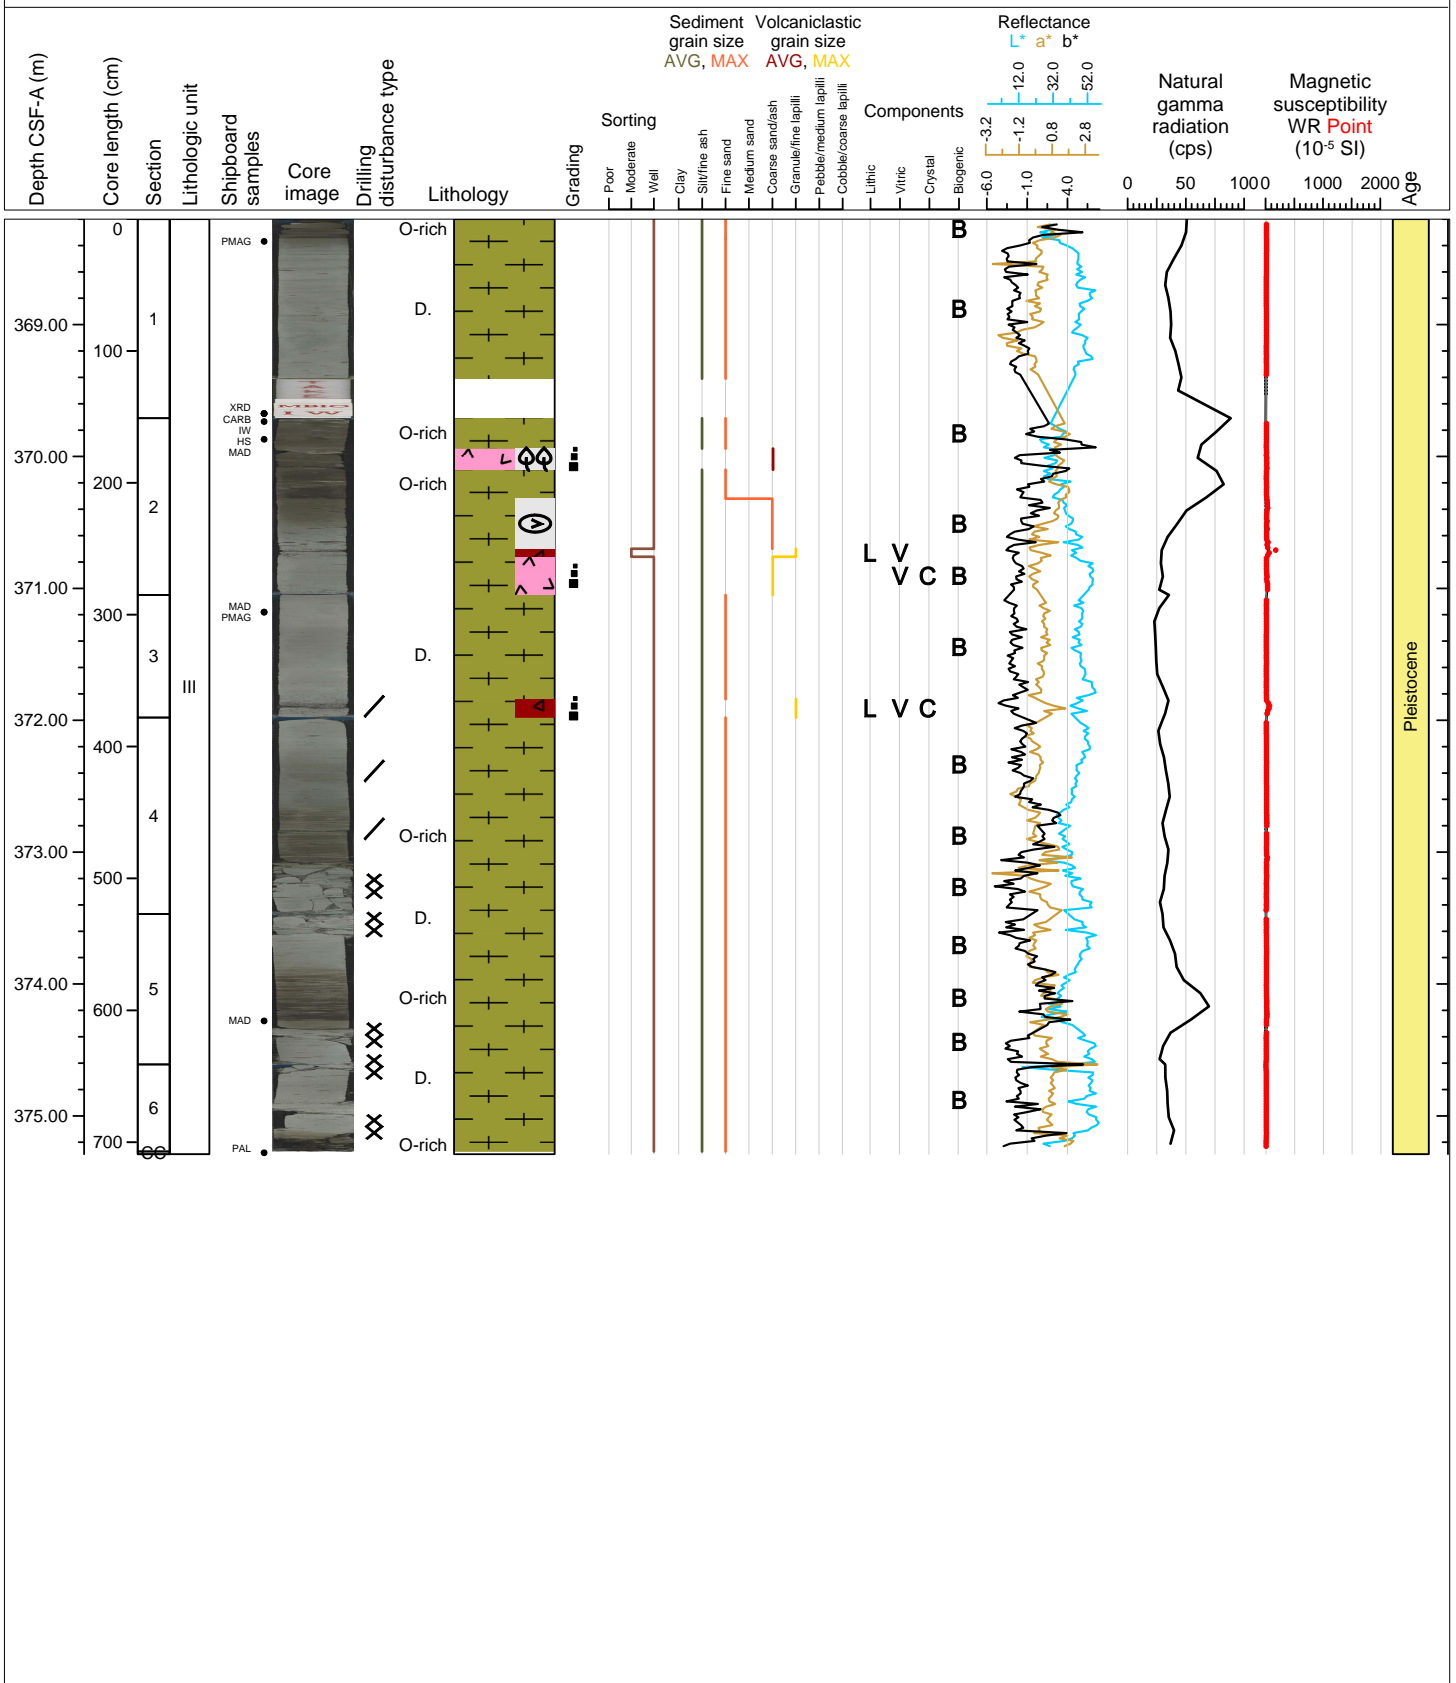 Sediment
grain size
AVG, MAX
Volcaniclastic
grain size
AVG, MAX
Reflectance
L* a* b*
12.0 32.0 52.0
-3.2 -1.2 0.8 2.8
-6.0 -1.0 4.0
Depth CSF-A (m)
Core length (cm)
Section
Lithologic unit
Shipboard
samples
Core
image
Drilling
disturbance type
Lithology
Grading
Sorting
Poor
Moderate
Well
Clay
Silt/fine ash
Fine sand
Medium sand
Coarse sand/ash
Granule/fine lapilli
Pebble/medium lapilli
Cobble/coarse lapilli
Components
Lithic
Vitric
Crystal
Biogenic
Natural
gamma
radiation
(cps)
0 50 100
Magnetic
susceptibility
WR Point
(10⁻⁵ SI)
0 1000 2000
Age
0
100
200
300
400
500
600
700
369.00
370.00
371.00
372.00
373.00
374.00
375.00
1
2
3
4
5
6
CC
III
PMAG
XRD
CARB
IW
HS
MAD
MAD
PMAG
MAD
PAL
MBIO
IW
O-rich
D.
O-rich
O-rich
D.
O-rich
D.
O-rich
D.
O-rich
B
B
B
B
L V
V C B
B
L V C
B
B
B
B
B
B
B
Pleistocene